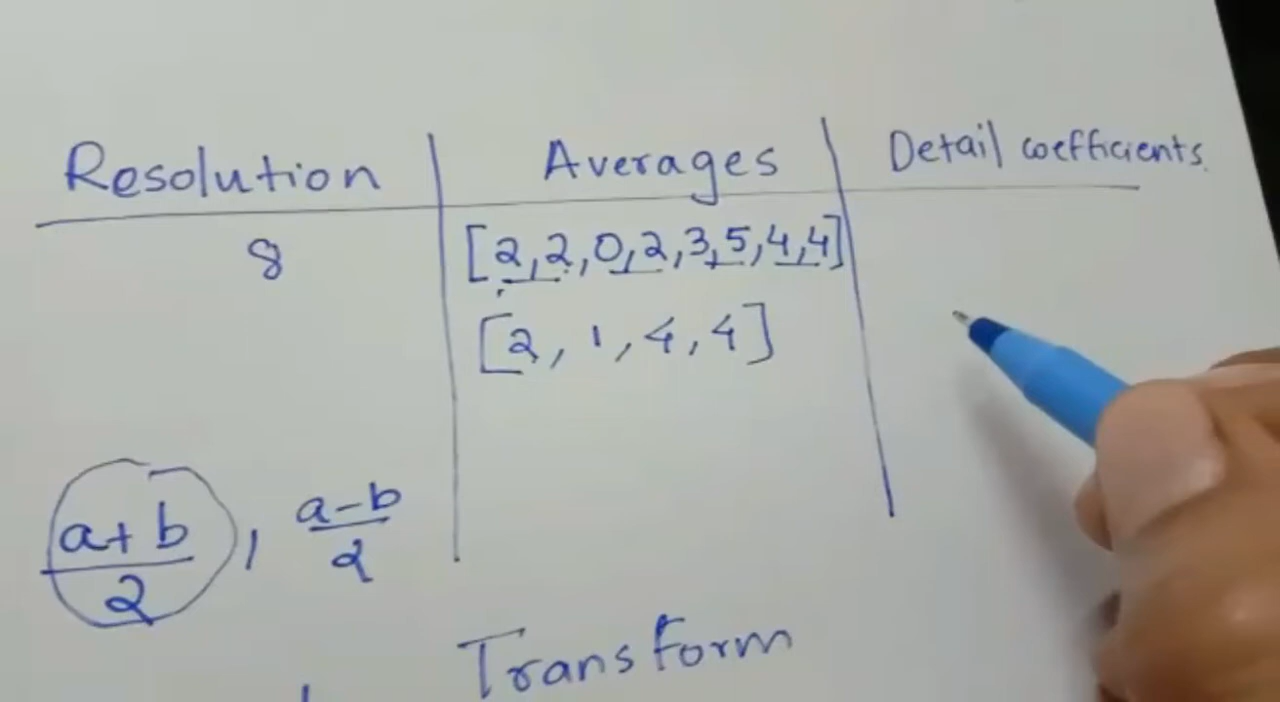 Resolution Averages Detail coefficients.
8 [2,2,0,2,3,5,4,4]
[2, 1, 4, 4]
a+b/2, a-b/2
Transform